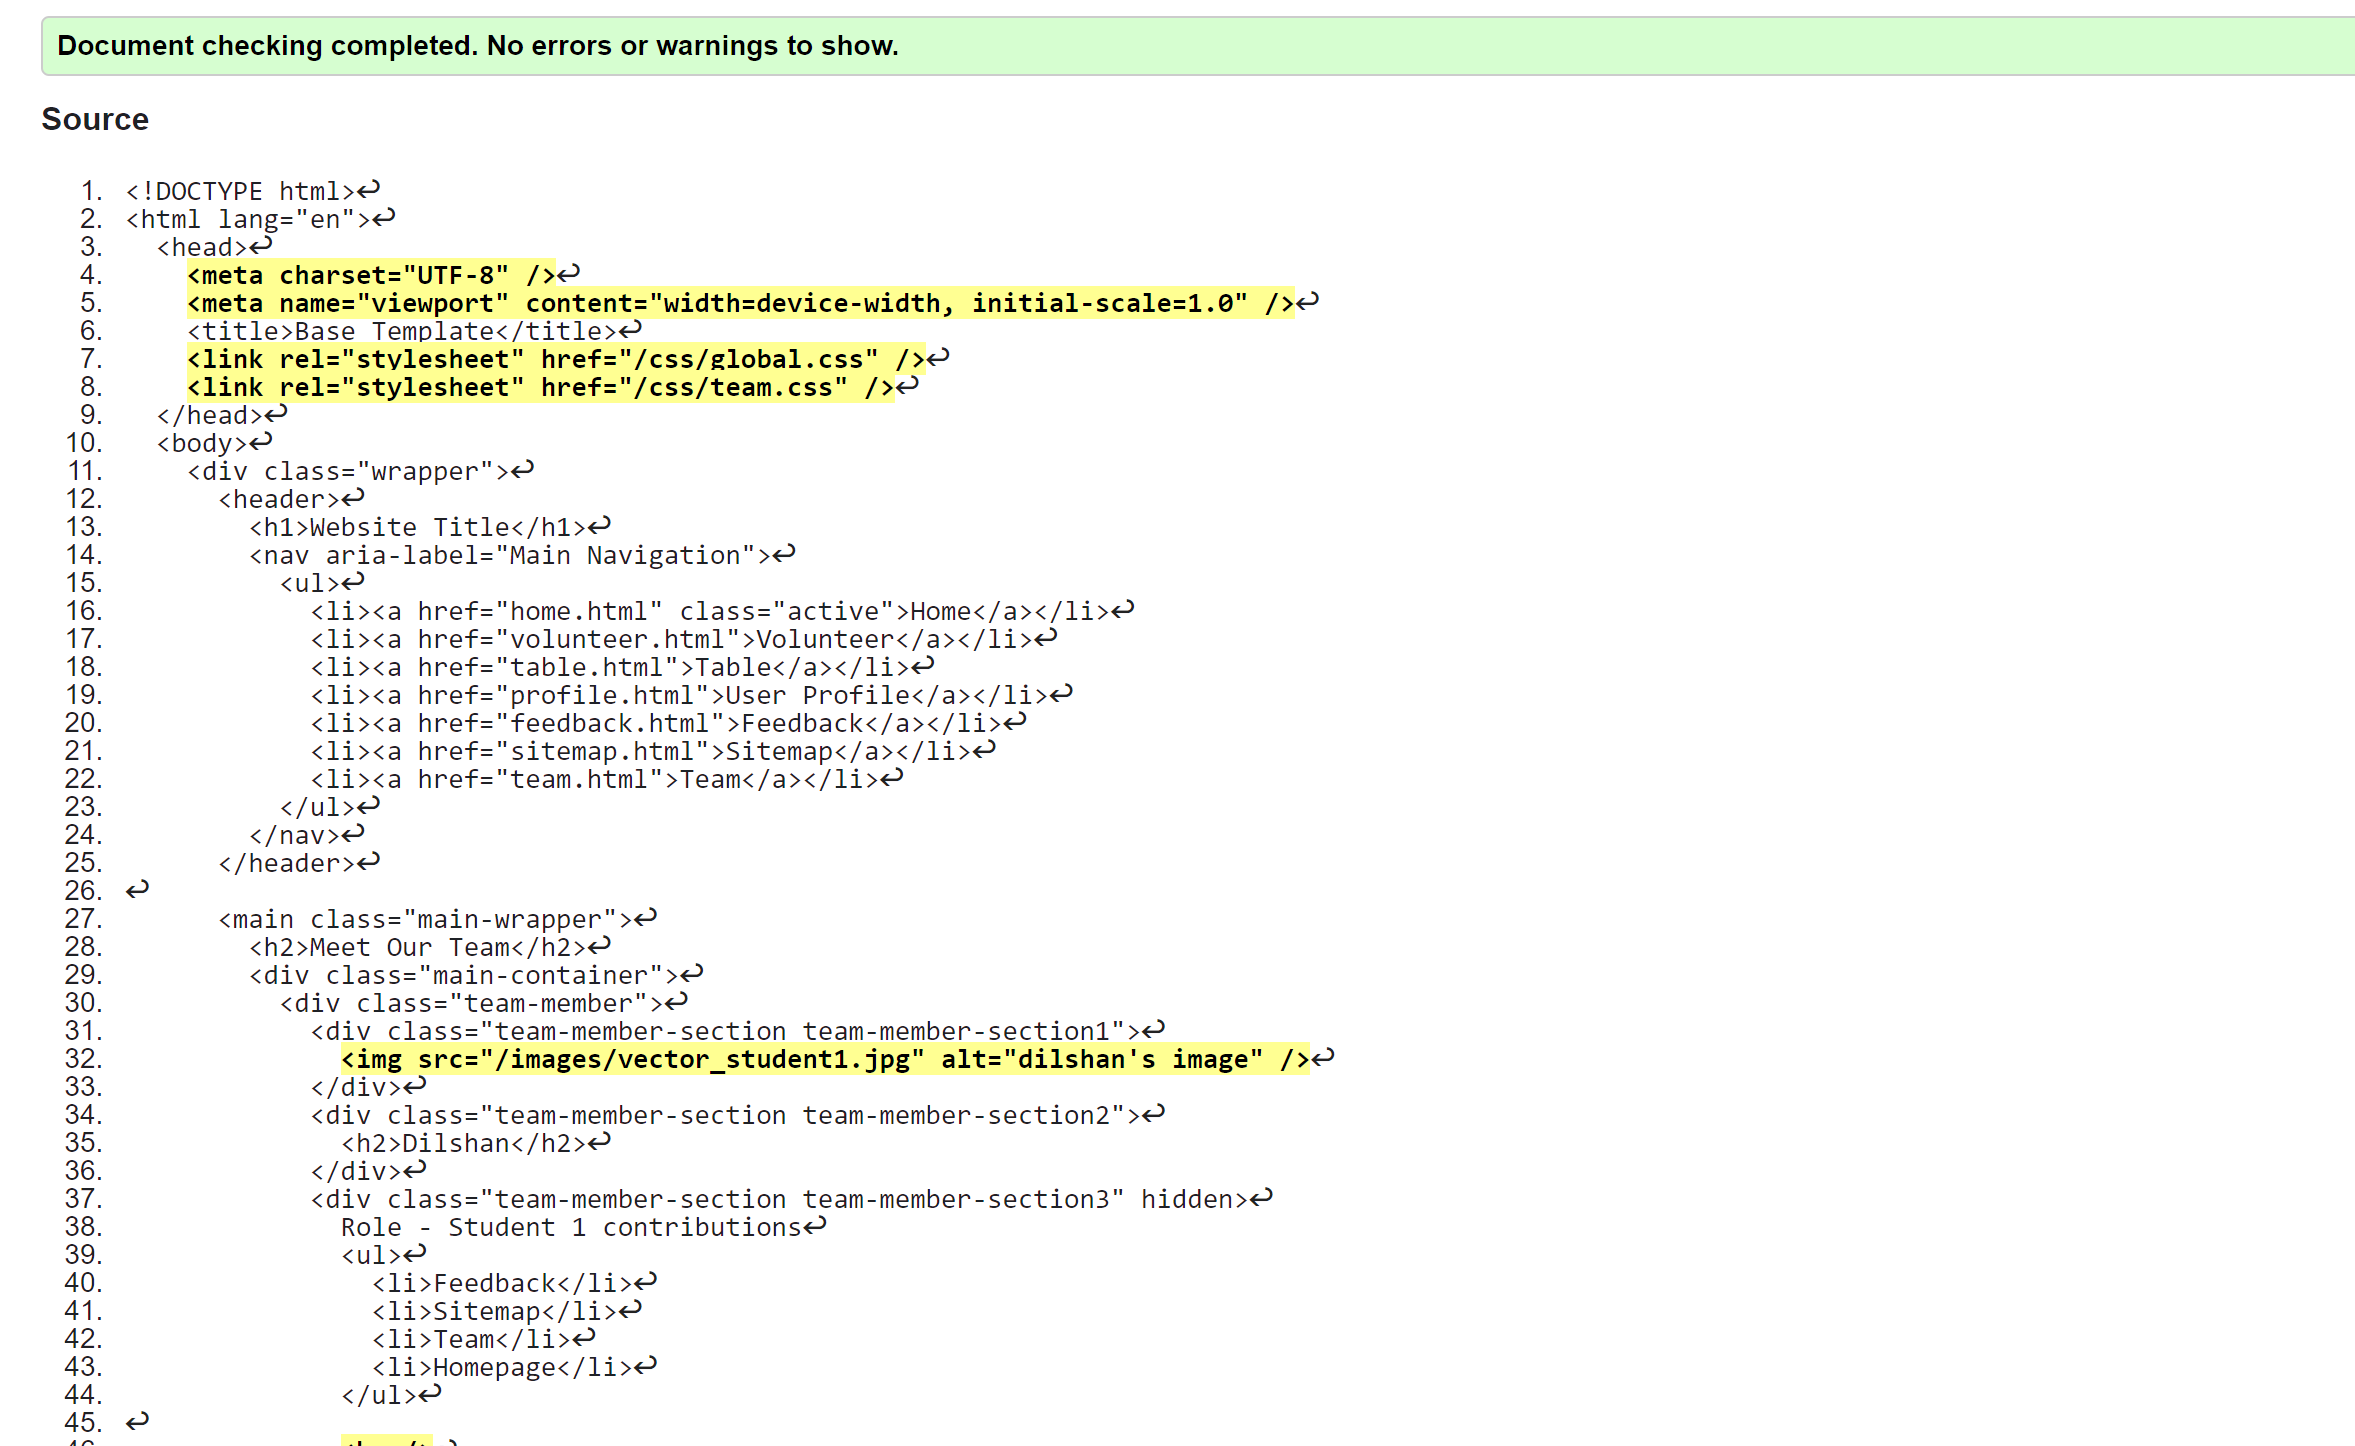 Document checking completed. No errors or warnings to show.
Source
1. <!DOCTYPE html>↩
2. <html lang="en">↩
3.   <head>↩
4.     <meta charset="UTF-8" />↩
5.     <meta name="viewport" content="width=device-width, initial-scale=1.0" />↩
6.     <title>Base Template</title>↩
7.     <link rel="stylesheet" href="/css/global.css" />↩
8.     <link rel="stylesheet" href="/css/team.css" />↩
9.   </head>↩
10.   <body>↩
11.     <div class="wrapper">↩
12.       <header>↩
13.         <h1>Website Title</h1>↩
14.         <nav aria-label="Main Navigation">↩
15.           <ul>↩
16.             <li><a href="home.html" class="active">Home</a></li>↩
17.             <li><a href="volunteer.html">Volunteer</a></li>↩
18.             <li><a href="table.html">Table</a></li>↩
19.             <li><a href="profile.html">User Profile</a></li>↩
20.             <li><a href="feedback.html">Feedback</a></li>↩
21.             <li><a href="sitemap.html">Sitemap</a></li>↩
22.             <li><a href="team.html">Team</a></li>↩
23.           </ul>↩
24.         </nav>↩
25.       </header>↩
26. ↩
27.       <main class="main-wrapper">↩
28.         <h2>Meet Our Team</h2>↩
29.         <div class="main-container">↩
30.           <div class="team-member">↩
31.             <div class="team-member-section team-member-section1">↩
32.               <img src="/images/vector_student1.jpg" alt="dilshan's image" />↩
33.             </div>↩
34.             <div class="team-member-section team-member-section2">↩
35.               <h2>Dilshan</h2>↩
36.             </div>↩
37.             <div class="team-member-section team-member-section3" hidden>↩
38.               Role - Student 1 contributions↩
39.               <ul>↩
40.                 <li>Feedback</li>↩
41.                 <li>Sitemap</li>↩
42.                 <li>Team</li>↩
43.                 <li>Homepage</li>↩
44.               </ul>↩
45. ↩